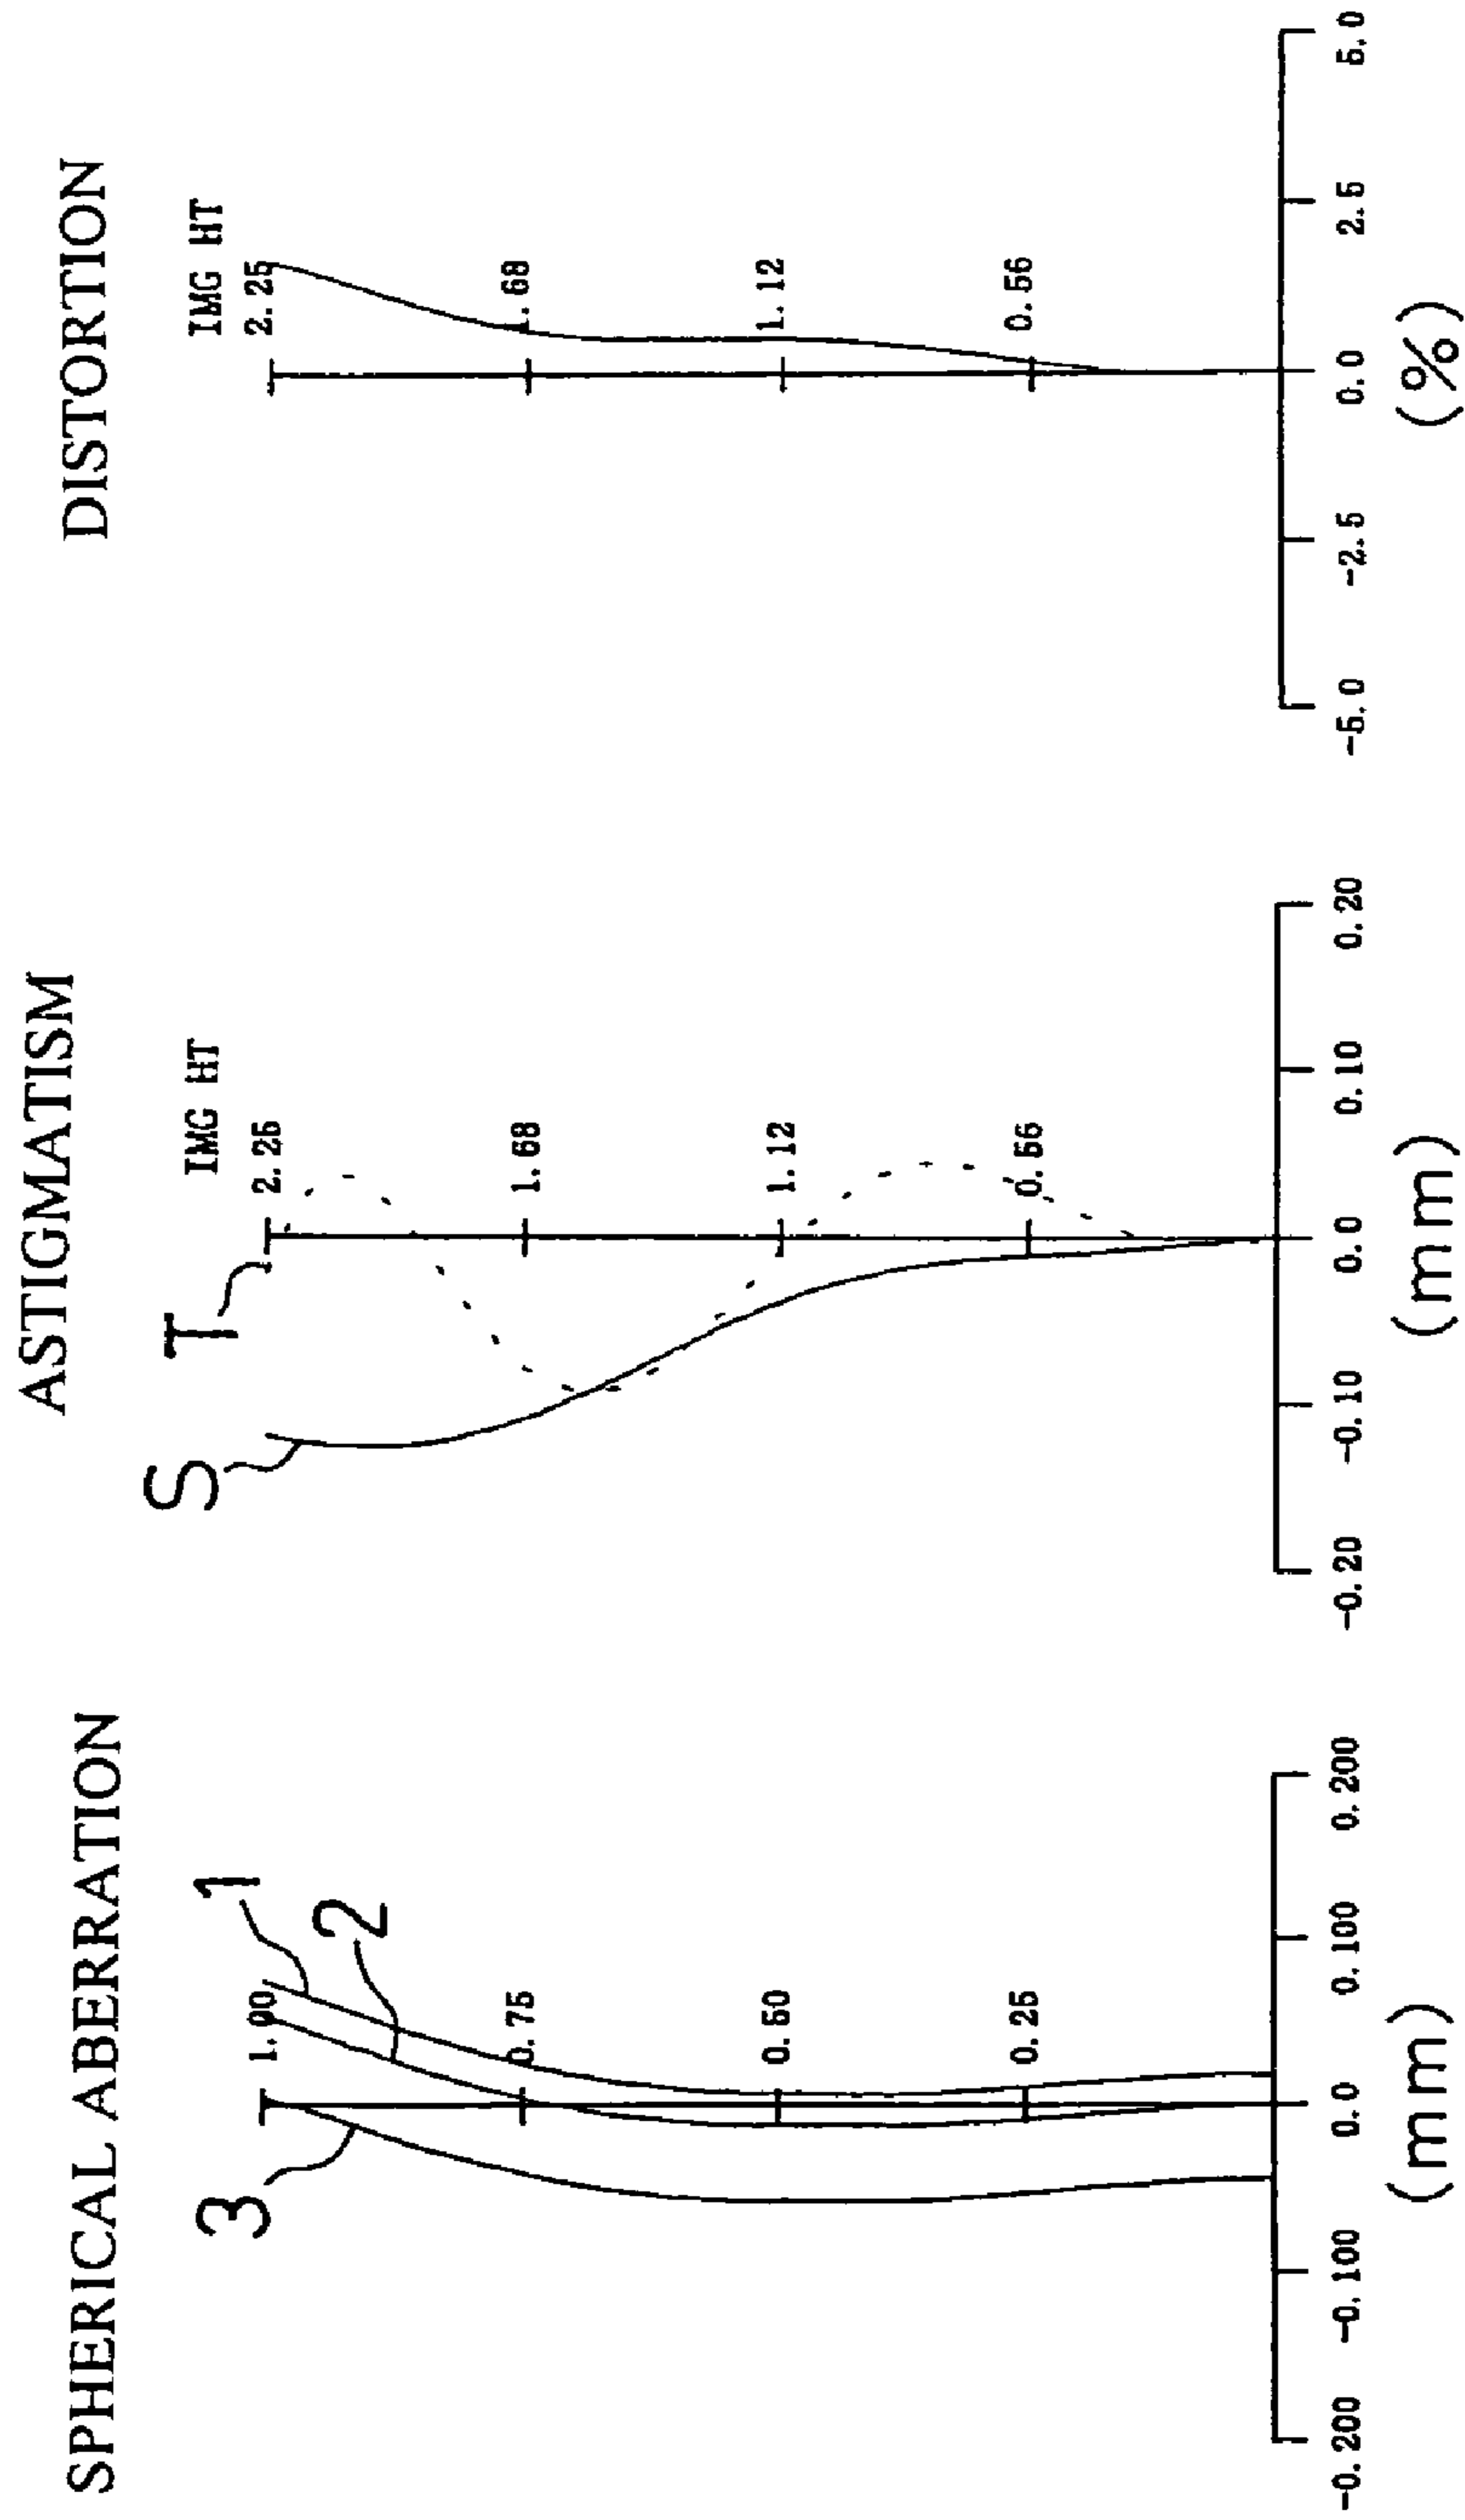 SPHERICAL ABERRATION
3
1
2
1.00
0.75
0.50
0.25
-0.200 -0.100 0.0 0.100 0.200
(mm)
ASTIGMATISM
S
T
IMG HT
2.25
1.68
1.12
0.56
-0.20 -0.10 0.0 0.10 0.20
(mm)
DISTORTION
IMG HT
2.25
1.68
1.12
0.56
-5.0 -2.5 0.0 2.5 5.0
(%)